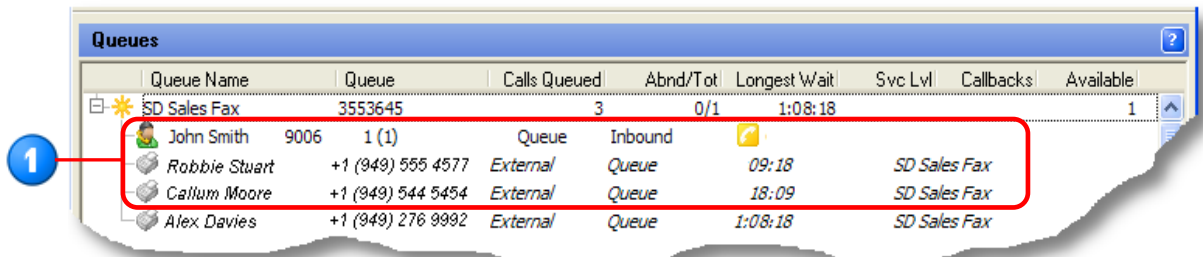 Queues ?
Queue Name Queue Calls Queued Abnd/Tot Longest Wait Svc Lvl Callbacks Available
SD Sales Fax 3553645 3 0/1 1:08:18 1
John Smith 9006 1 (1) Queue Inbound
1
Robbie Stuart +1 (949) 555 4577 External Queue 09:18 SD Sales Fax
Callum Moore +1 (949) 544 5454 External Queue 18:09 SD Sales Fax
Alex Davies +1 (949) 276 9992 External Queue 1:08:18 SD Sales Fax